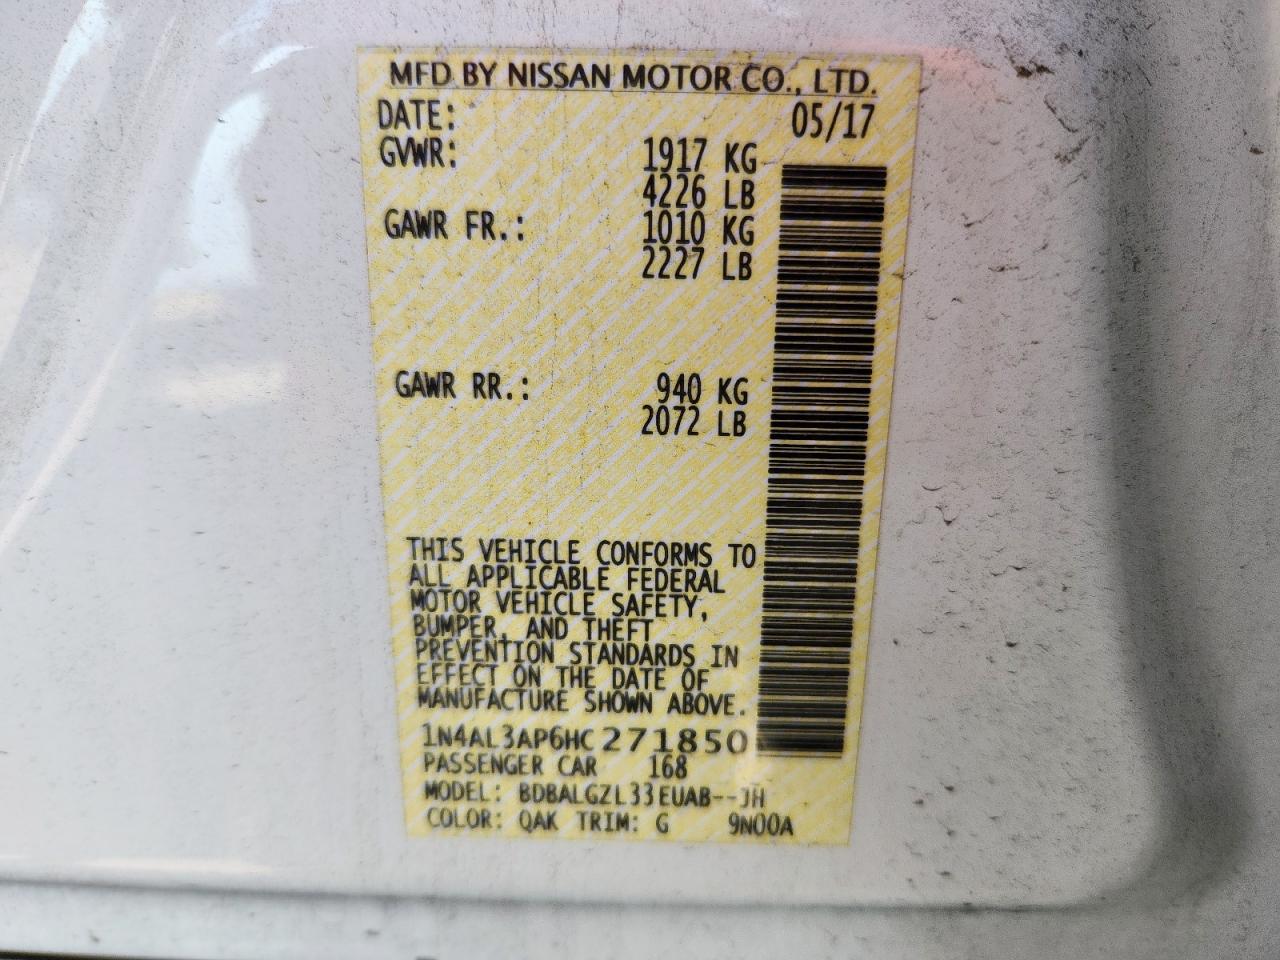 MFD BY NISSAN MOTOR CO., LTD.
DATE: 05/17
GVWR: 1917 KG
4226 LB
GAWR FR.: 1010 KG
2227 LB
GAWR RR.: 940 KG
2072 LB
THIS VEHICLE CONFORMS TO
ALL APPLICABLE FEDERAL
MOTOR VEHICLE SAFETY,
BUMPER, AND THEFT
PREVENTION STANDARDS IN
EFFECT ON THE DATE OF
MANUFACTURE SHOWN ABOVE.
1N4AL3AP6HC271850
PASSENGER CAR 168
MODEL: BDBALGZL33EUAB--JH
COLOR: QAK TRIM: G 9N00A